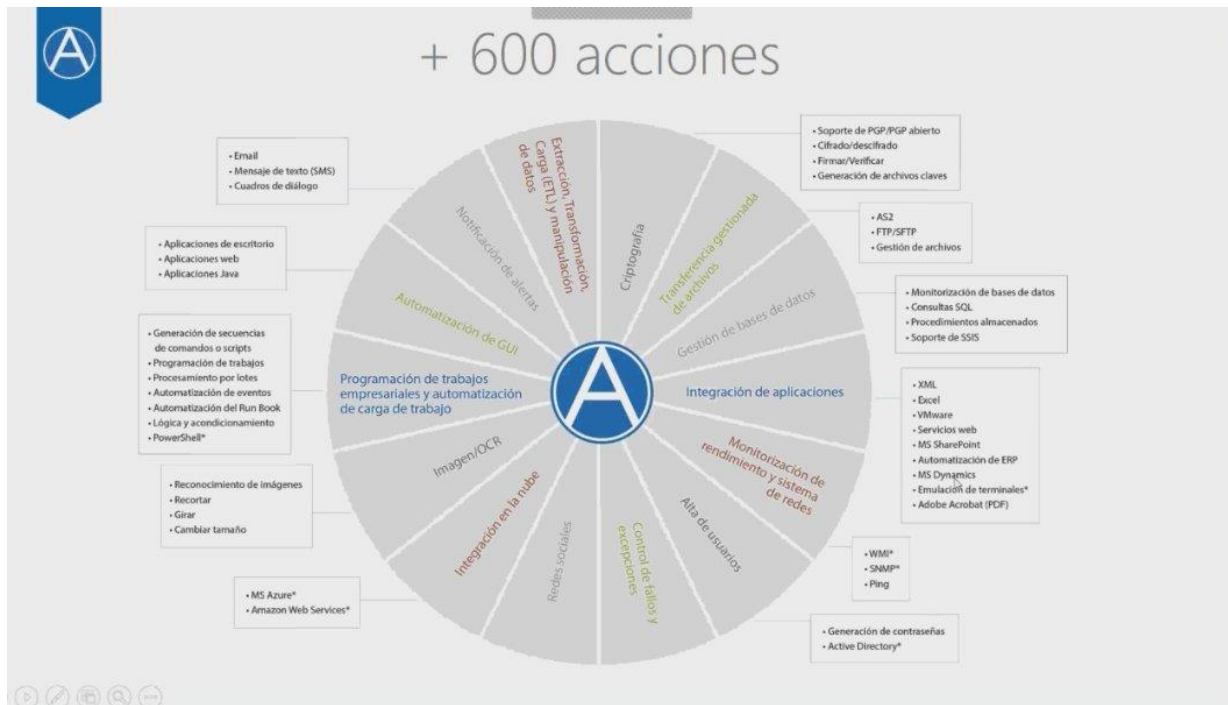 A
+ 600 acciones
• Email
• Mensaje de texto (SMS)
• Cuadros de diálogo
• Aplicaciones de escritorio
• Aplicaciones web
• Aplicaciones Java
• Generación de secuencias
de comandos o scripts
• Programación de trabajos
• Procesamiento por lotes
• Automatización de eventos
• Automatización del Run Book
• Lógica y acondicionamiento
• PowerShell*
• Reconocimiento de imágenes
• Recortar
• Girar
• Cambiar tamaño
• MS Azure*
• Amazon Web Services*
Extracción, Transformación,
Carga (ETL) y manipulación
de datos
Notificación de alertas
Automatización de GUI
Programación de trabajos
empresariales y automatización
de carga de trabajo
Imagen/OCR
Integración en la nube
Redes sociales
A
Criptografía
Transferencia gestionada
de archivos
Gestión de bases de datos
Integración de aplicaciones
Monitorización de
rendimiento y sistema
de redes
Alta de usuarios
Control de fallos y
excepciones
• Soporte de PGP/PGP abierto
• Cifrado/descifrado
• Firmar/Verificar
• Generación de archivos claves
• AS2
• FTP/SFTP
• Gestión de archivos
• Monitorización de bases de datos
• Consultas SQL
• Procedimientos almacenados
• Soporte de SSIS
• XML
• Excel
• VMware
• Servicios web
• MS SharePoint
• Automatización de ERP
• MS Dynamics
• Emulación de terminales*
• Adobe Acrobat (PDF)
• WMI*
• SNMP*
• Ping
• Generación de contraseñas
• Active Directory*